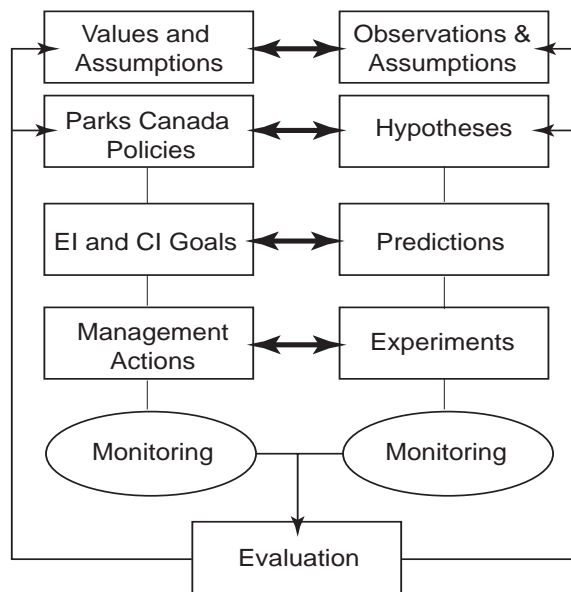 Values and
Assumptions
Observations &
Assumptions
Parks Canada
Policies
Hypotheses
EI and CI Goals
Predictions
Management
Actions
Experiments
Monitoring
Monitoring
Evaluation